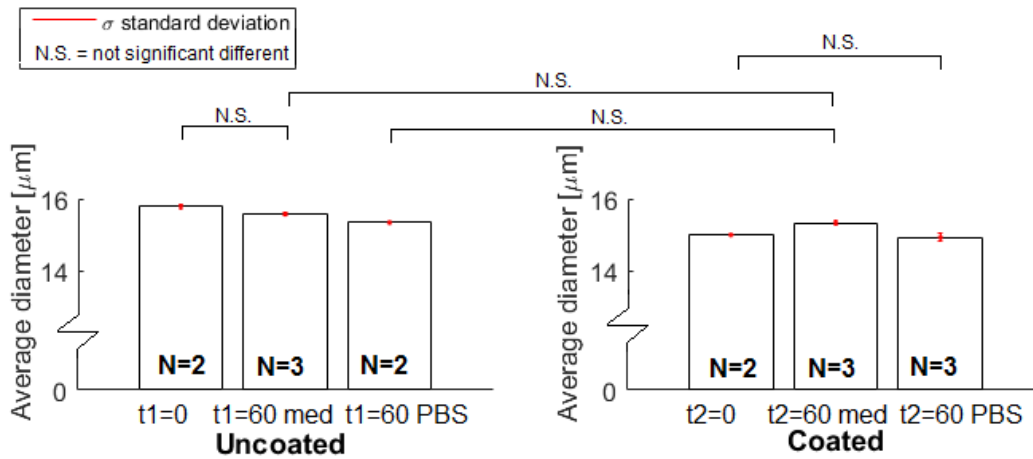 σ standard deviation
N.S. = not significant different
N.S.
N.S.
N.S.
N.S.
Average diameter [μm]
16
14
0
N=2
N=3
N=2
t1=0
t1=60 med
t1=60 PBS
Uncoated
Average diameter [μm]
16
14
0
N=2
N=3
N=3
t2=0
t2=60 med
t2=60 PBS
Coated